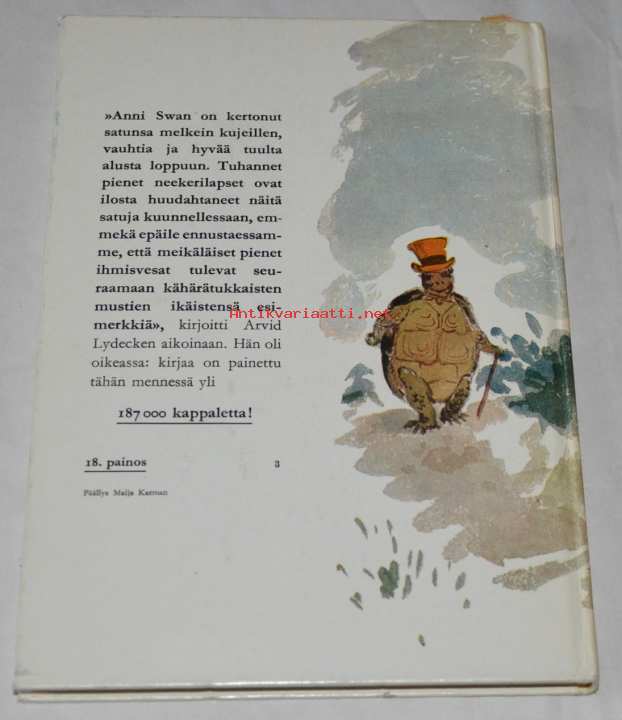 »Anni Swan on kertonut
satunsa melkein kujeillen,
vauhtia ja hyvää tuulta
alusta loppuun. Tuhannet
pienet neekerilapset ovat
ilosta huudahtaneet näitä
satuja kuunnellessaan, em-
mekä epäile ennustaessam-
me, että meikäläiset pienet
ihmisvesat tulevat seu-
raamaan kähärätukkaisten
mustien ikäistensä esi-
merkkiä», kirjoitti Arvid
Lydecken aikoinaan. Hän oli
oikeassa: kirjaa on painettu
tähän mennessä yli
187 000 kappaletta!
18. painos 3
Päällys Maija Karman
Antikvariaatti.net